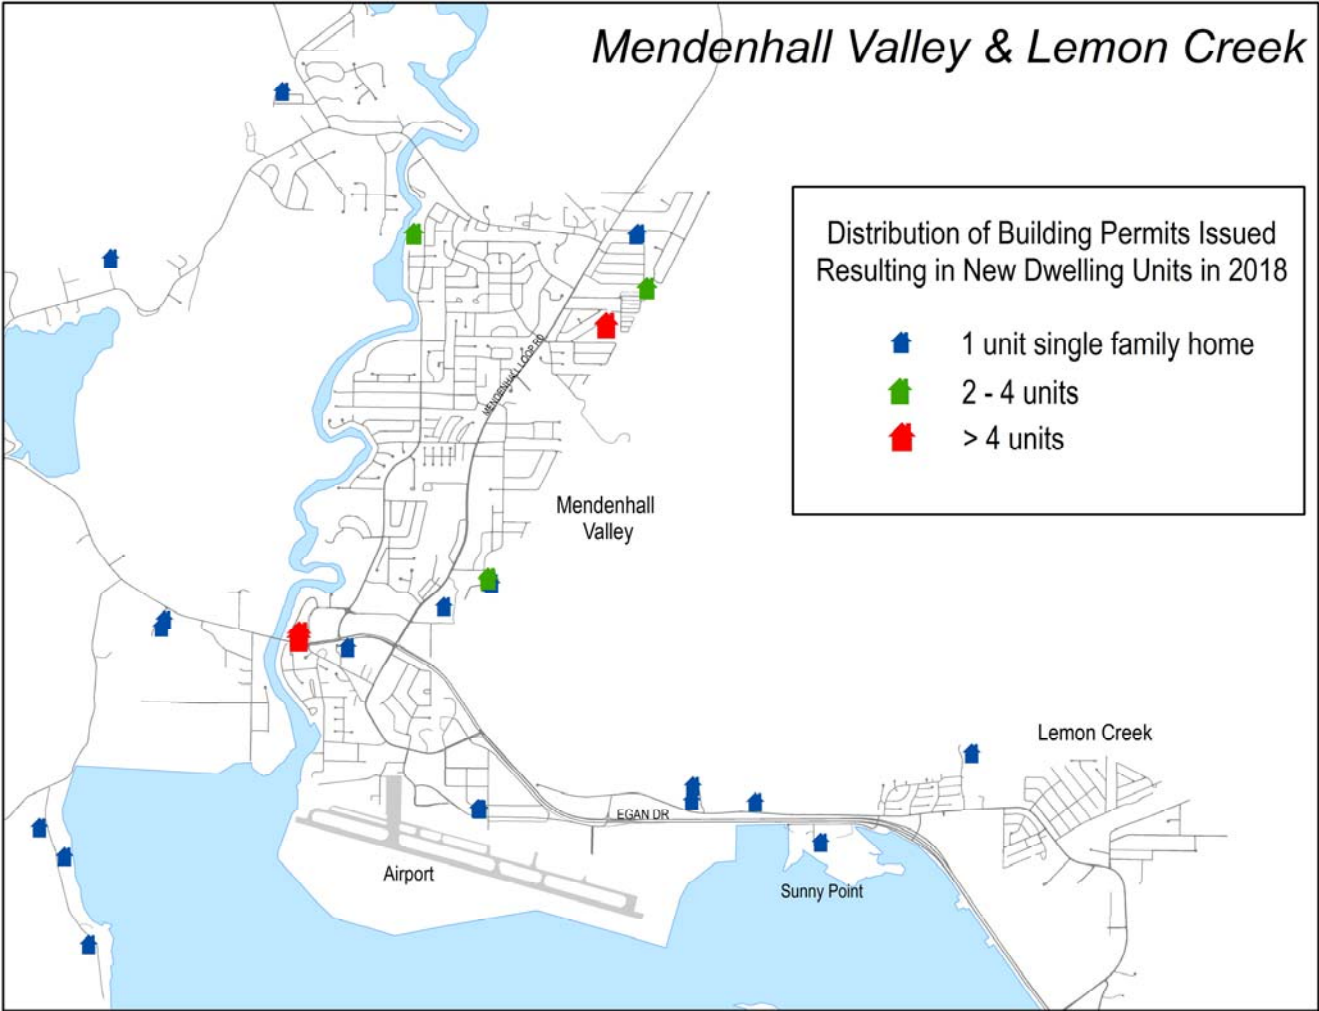 Mendenhall Valley & Lemon Creek
Distribution of Building Permits Issued
Resulting in New Dwelling Units in 2018
1 unit single family home
2 - 4 units
> 4 units
MENDENHALL LOOP RD
Mendenhall
Valley
Lemon Creek
EGAN DR
Airport
Sunny Point